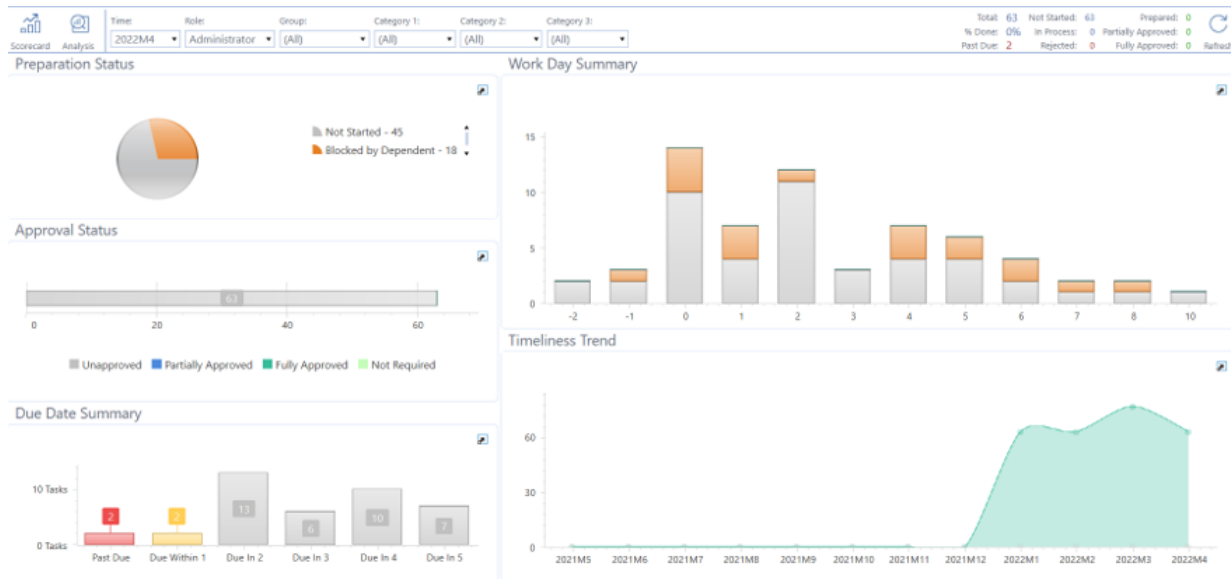 Scorecard
Analysis
Time:
2022M4
Role:
Administrator
Group:
(All)
Category 1:
(All)
Category 2:
(All)
Category 3:
(All)
Total: 63 Not Started: 63 Prepared: 0
% Done: 0% In Process: 0 Partially Approved: 0
Past Due: 2 Rejected: 0 Fully Approved: 0
Refresh
Preparation Status
Not Started - 45
Blocked by Dependent - 18
Approval Status
63
0 20 40 60
Unapproved Partially Approved Fully Approved Not Required
Due Date Summary
10 Tasks
0 Tasks
2 2 13 6 10 7
Past Due Due Within 1 Due In 2 Due In 3 Due In 4 Due In 5
Work Day Summary
15
10
5
0
-2 -1 0 1 2 3 4 5 6 7 8 10
Timeliness Trend
60
30
0
2021M5 2021M6 2021M7 2021M8 2021M9 2021M10 2021M11 2021M12 2022M1 2022M2 2022M3 2022M4